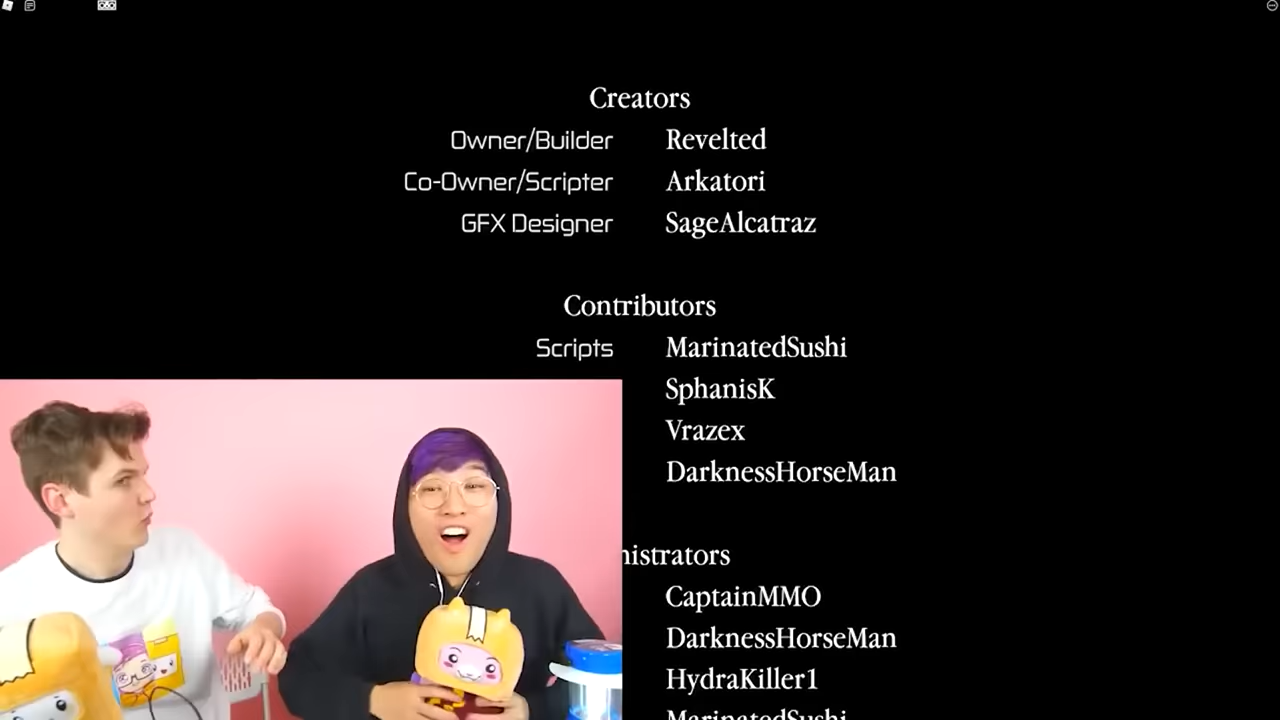 Creators
Owner/Builder Revelted
Co-Owner/Scripter Arkatori
GFX Designer SageAlcatraz
Contributors
Scripts MarinatedSushi
SphanisK
Vrazex
DarknessHorseMan
nistrators
CaptainMMO
DarknessHorseMan
HydraKiller1
MarinatedSushi